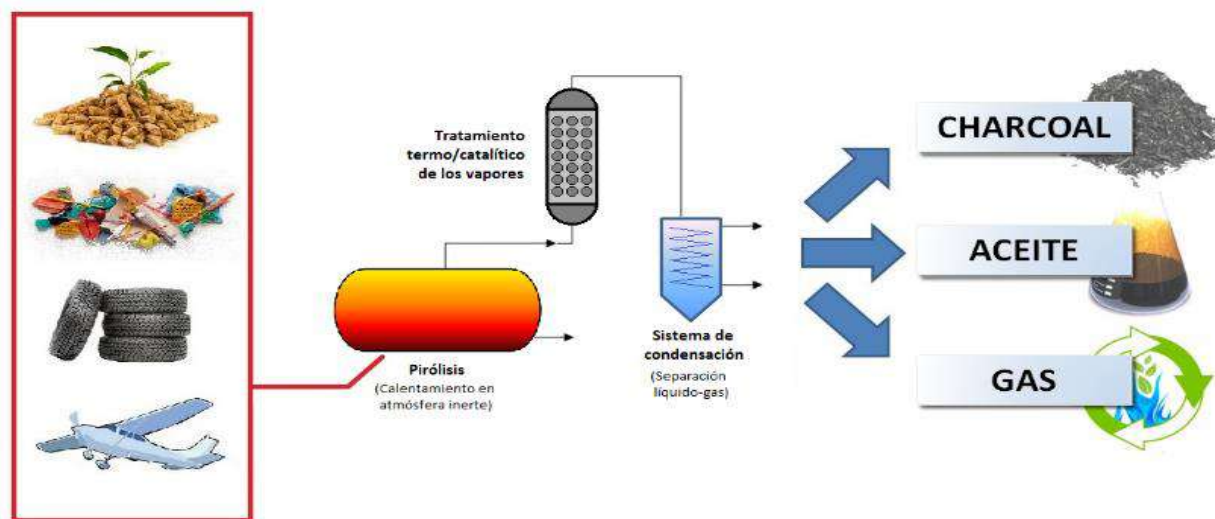 Tratamiento
termo/catalítico
de los vapores
Pirólisis
(Calentamiento en
atmósfera inerte)
Sistema de
condensación
(Separación
líquido-gas)
CHARCOAL
ACEITE
GAS